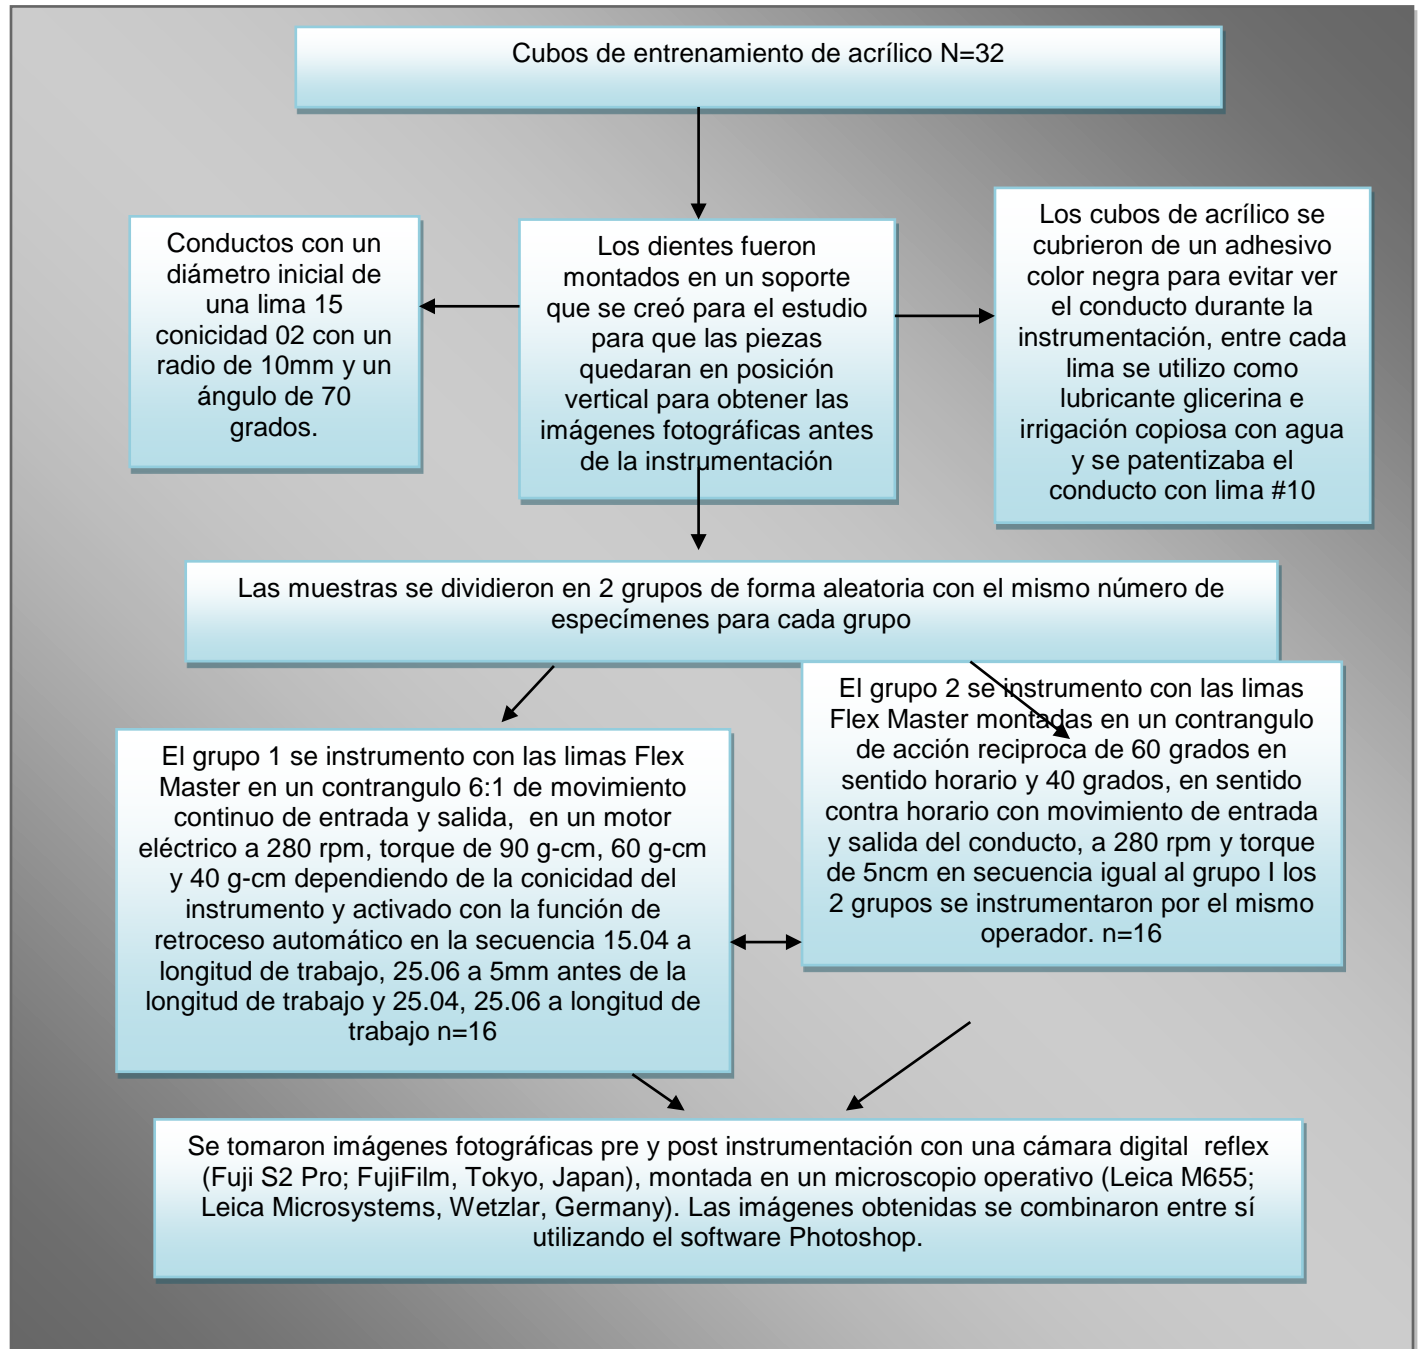 Cubos de entrenamiento de acrílico N=32
Conductos con un
diámetro inicial de
una lima 15
conicidad 02 con un
radio de 10mm y un
ángulo de 70
grados.
Los dientes fueron
montados en un soporte
que se creó para el estudio
para que las piezas
quedaran en posición
vertical para obtener las
imágenes fotográficas antes
de la instrumentación
Los cubos de acrílico se
cubrieron de un adhesivo
color negra para evitar ver
el conducto durante la
instrumentación, entre cada
lima se utilizo como
lubricante glicerina e
irrigación copiosa con agua
y se patentizaba el
conducto con lima #10
Las muestras se dividieron en 2 grupos de forma aleatoria con el mismo número de
especímenes para cada grupo
El grupo 1 se instrumento con las limas Flex
Master en un contrangulo 6:1 de movimiento
continuo de entrada y salida, en un motor
eléctrico a 280 rpm, torque de 90 g-cm, 60 g-cm
y 40 g-cm dependiendo de la conicidad del
instrumento y activado con la función de
retroceso automático en la secuencia 15.04 a
longitud de trabajo, 25.06 a 5mm antes de la
longitud de trabajo y 25.04, 25.06 a longitud de
trabajo n=16
El grupo 2 se instrumento con las limas
Flex Master montadas en un contrangulo
de acción reciproca de 60 grados en
sentido horario y 40 grados, en sentido
contra horario con movimiento de entrada
y salida del conducto, a 280 rpm y torque
de 5ncm en secuencia igual al grupo I los
2 grupos se instrumentaron por el mismo
operador. n=16
Se tomaron imágenes fotográficas pre y post instrumentación con una cámara digital reflex
(Fuji S2 Pro; FujiFilm, Tokyo, Japan), montada en un microscopio operativo (Leica M655;
Leica Microsystems, Wetzlar, Germany). Las imágenes obtenidas se combinaron entre sí
utilizando el software Photoshop.